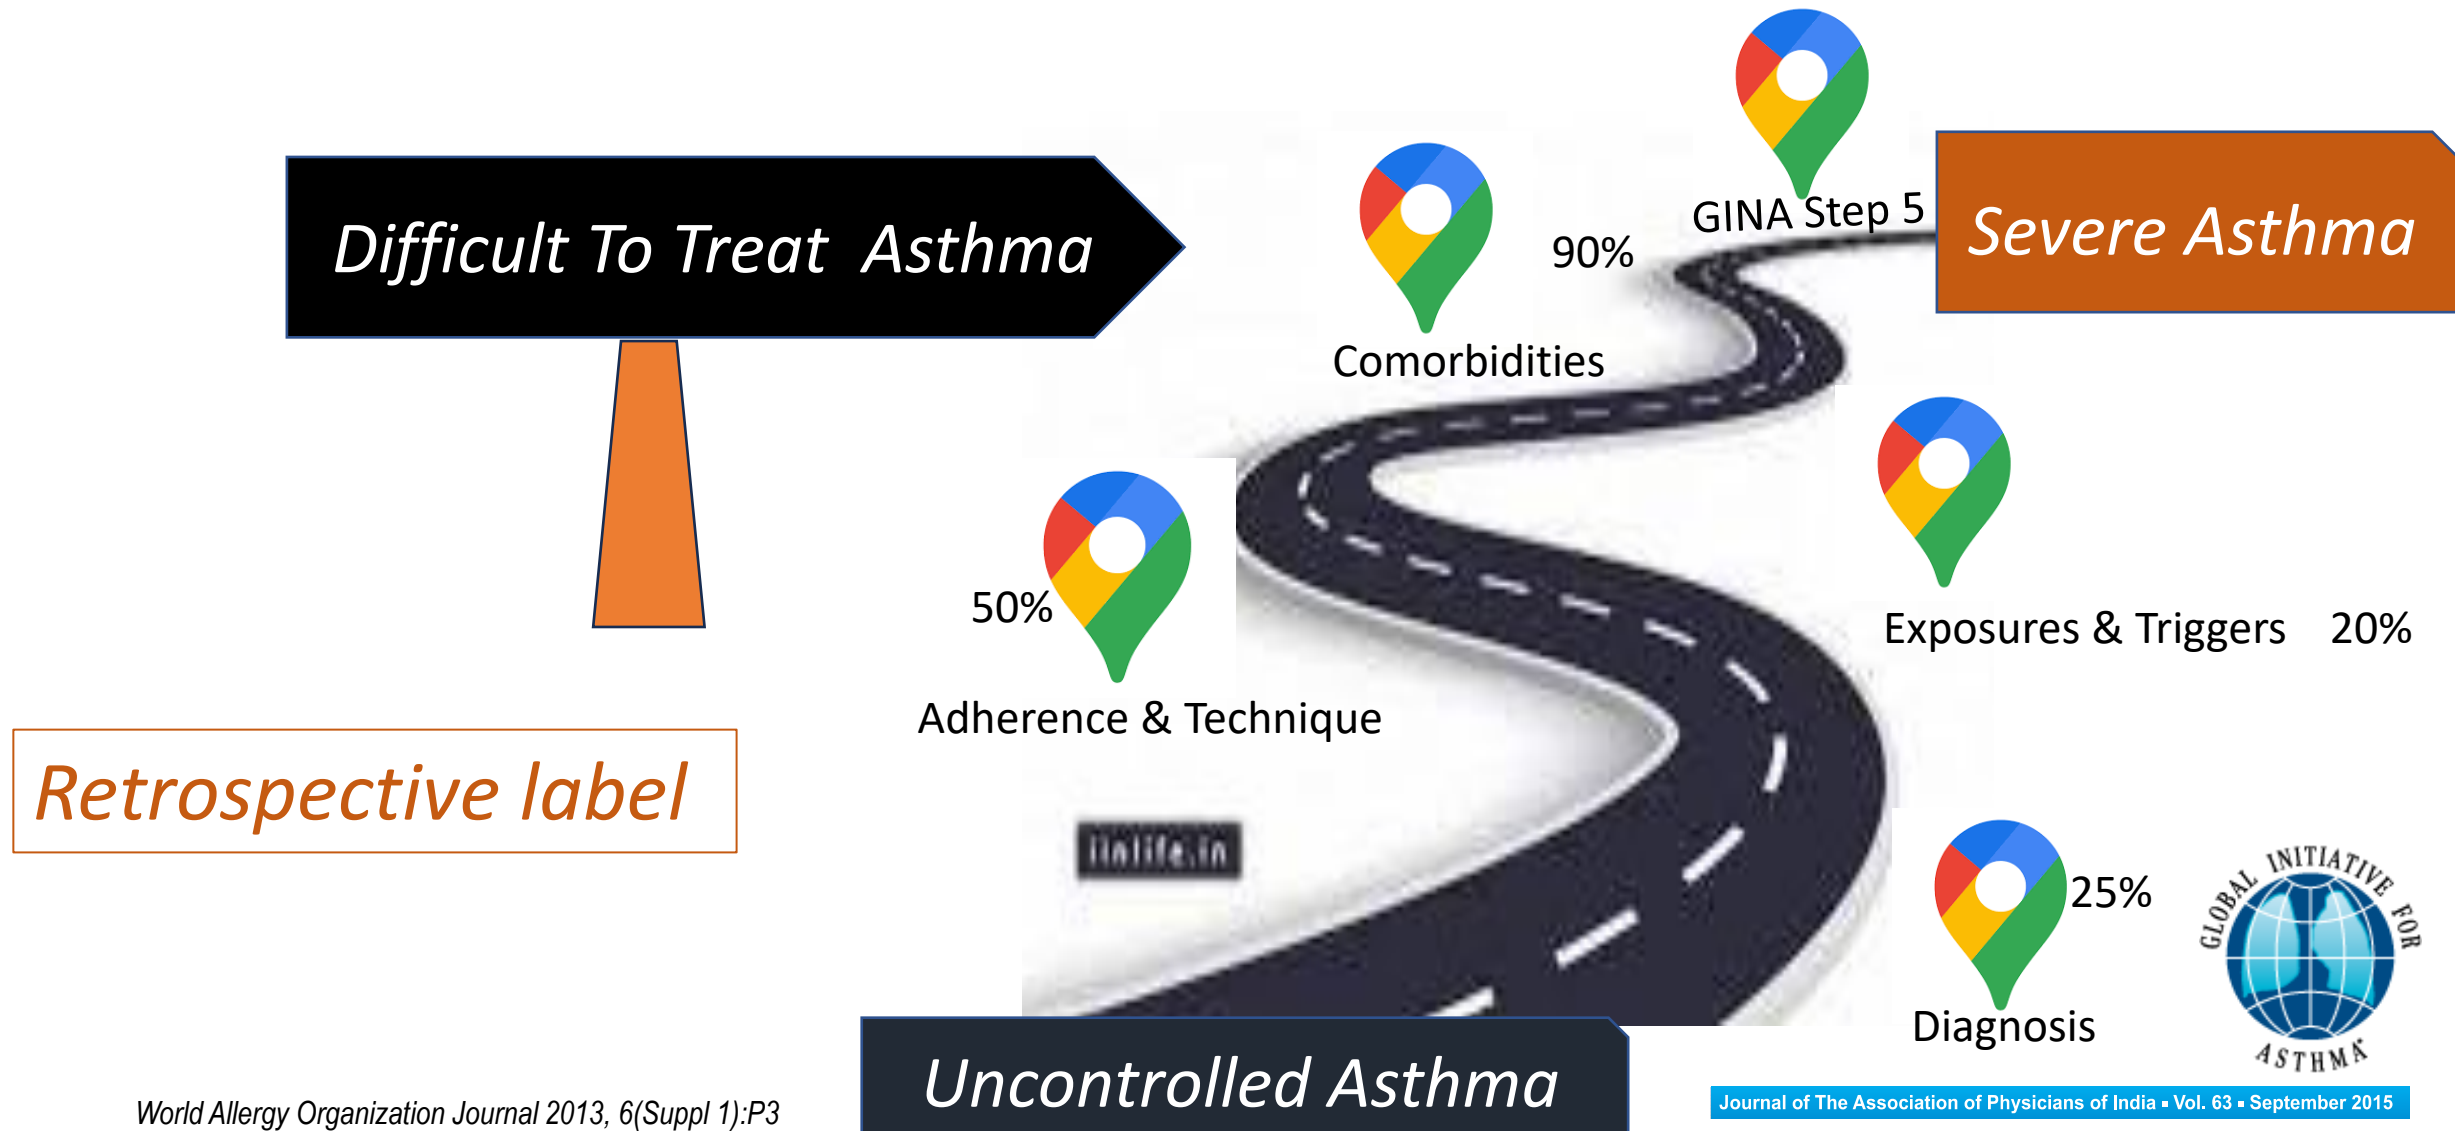 GINA Step 5
Difficult To Treat Asthma
Severe Asthma
90%
Comorbidities
50%
Exposures & Triggers 20%
Adherence & Technique
Retrospective label
iinlife.in
25%
GLOBAL INITIATIVE FOR ASTHMA
Diagnosis
Uncontrolled Asthma
World Allergy Organization Journal 2013, 6(Suppl 1):P3
Journal of The Association of Physicians of India ▪ Vol. 63 ▪ September 2015